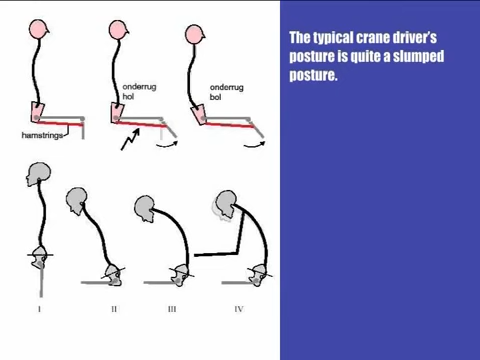 The typical crane driver's
posture is quite a slumped
posture.
onderrug
hol
onderrug
bol
hamstrings
I
II
III
IV